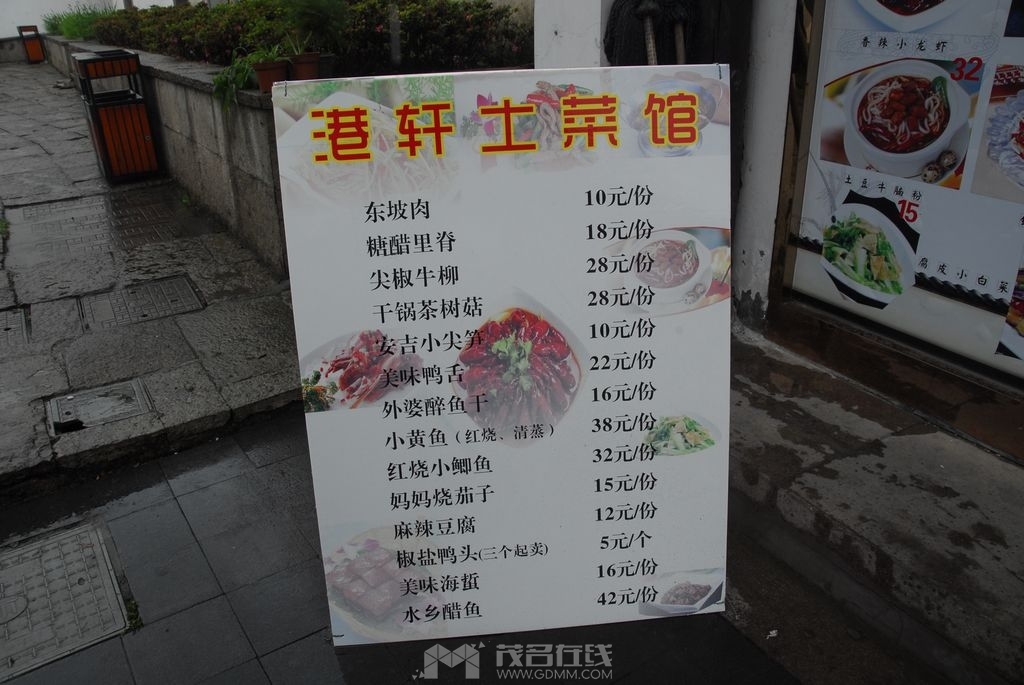 港轩土菜馆
东坡肉 10元/份
糖醋里脊 18元/份
尖椒牛柳 28元/份
干锅茶树菇 28元/份
安吉小尖笋 10元/份
美味鸭舌 22元/份
外婆醉鱼干 16元/份
小黄鱼(红烧、清蒸) 38元/份
红烧小鲫鱼 32元/份
妈妈烧茄子 15元/份
麻辣豆腐 12元/份
椒盐鸭头(三个起卖) 5元/个
美味海蜇 16元/份
水乡醋鱼 42元/份
香辣小龙虾
32
土豆牛腩粉
15
腐皮小白菜
茂名在线
WWW.GDMM.COM